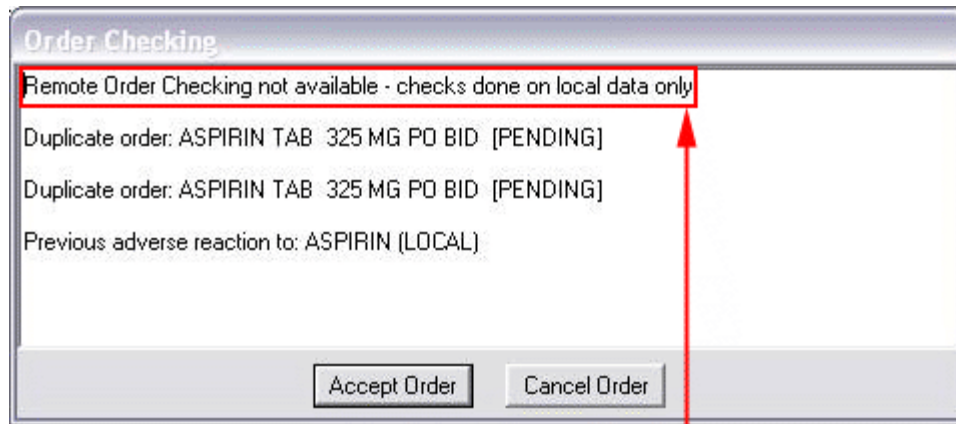 Order Checking
Remote Order Checking not available - checks done on local data only
Duplicate order: ASPIRIN TAB  325 MG PO BID  [PENDING]
Duplicate order: ASPIRIN TAB  325 MG PO BID  [PENDING]
Previous adverse reaction to: ASPIRIN (LOCAL)
Accept Order Cancel Order